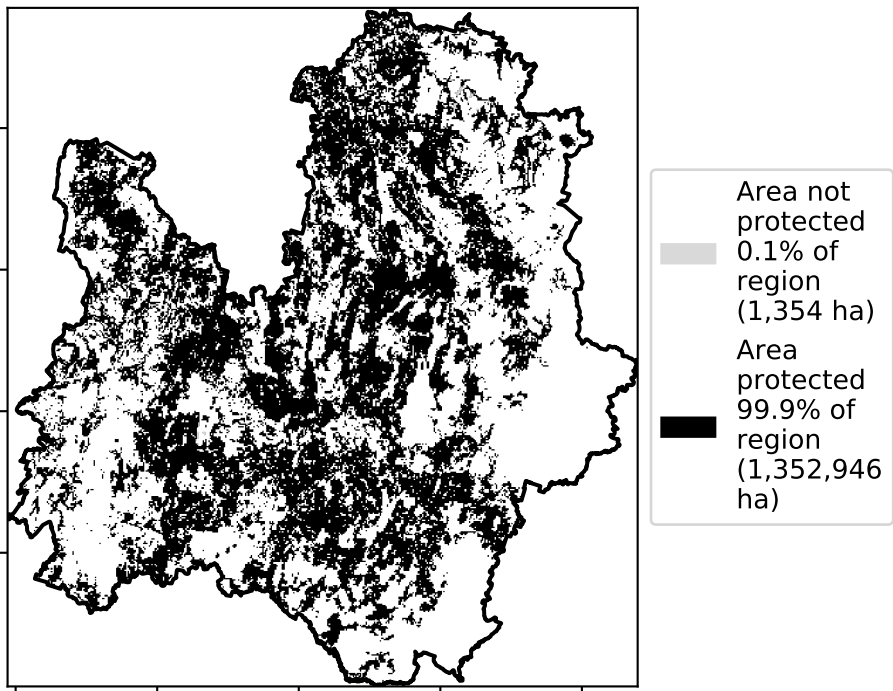 Area not
protected
0.1% of
region
(1,354 ha)
Area
protected
99.9% of
region
(1,352,946
ha)